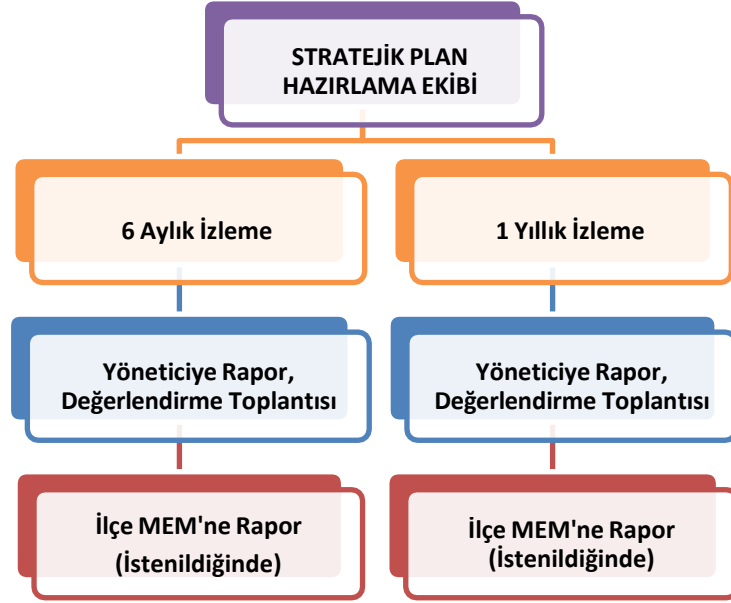 STRATEJİK PLAN
HAZIRLAMA EKİBİ
6 Aylık İzleme
1 Yıllık İzleme
Yöneticiye Rapor,
Değerlendirme Toplantısı
Yöneticiye Rapor,
Değerlendirme Toplantısı
İlçe MEM'ne Rapor
(İstenildiğinde)
İlçe MEM'ne Rapor
(İstenildiğinde)